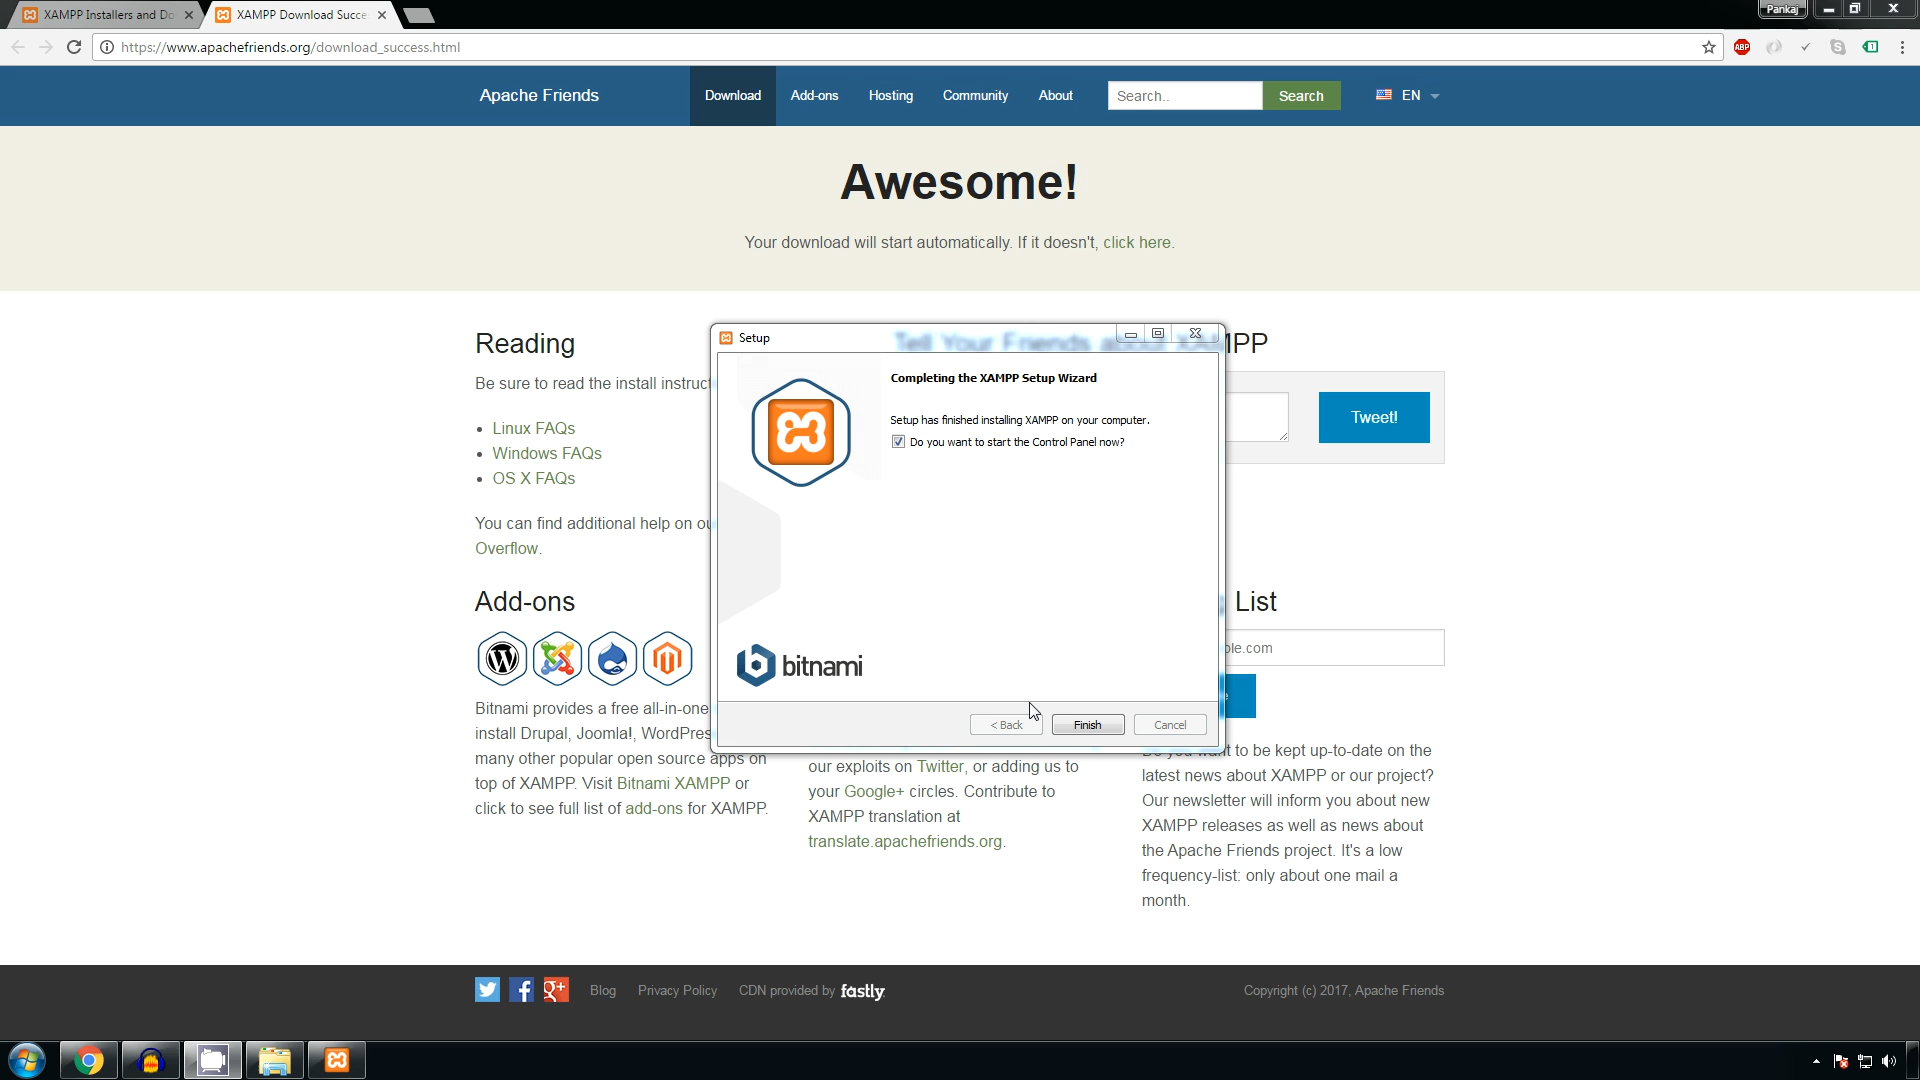 XAMPP Installers and Do
XAMPP Download Succe
Pankaj
https://www.apachefriends.org/download_success.html
ABP
Apache Friends
Download
Add-ons
Hosting
Community
About
Search..
Search
EN
Awesome!
Your download will start automatically. If it doesn't, click here.
Reading
Be sure to read the install instruct
Linux FAQs
Windows FAQs
OS X FAQs
You can find additional help on ou
Overflow.
Add-ons
Bitnami provides a free all-in-one
install Drupal, Joomla!, WordPres
many other popular open source apps on
top of XAMPP. Visit Bitnami XAMPP or
click to see full list of add-ons for XAMPP.
Setup
Tell Your Friends about XAMPP
Completing the XAMPP Setup Wizard
Setup has finished installing XAMPP on your computer.
Do you want to start the Control Panel now?
bitnami
< Back
Finish
Cancel
our exploits on Twitter, or adding us to
your Google+ circles. Contribute to
XAMPP translation at
translate.apachefriends.org.
Tweet!
List
ple.com
Do you want to be kept up-to-date on the
latest news about XAMPP or our project?
Our newsletter will inform you about new
XAMPP releases as well as news about
the Apache Friends project. It's a low
frequency-list: only about one mail a
month.
Blog
Privacy Policy
CDN provided by fastly
Copyright (c) 2017, Apache Friends